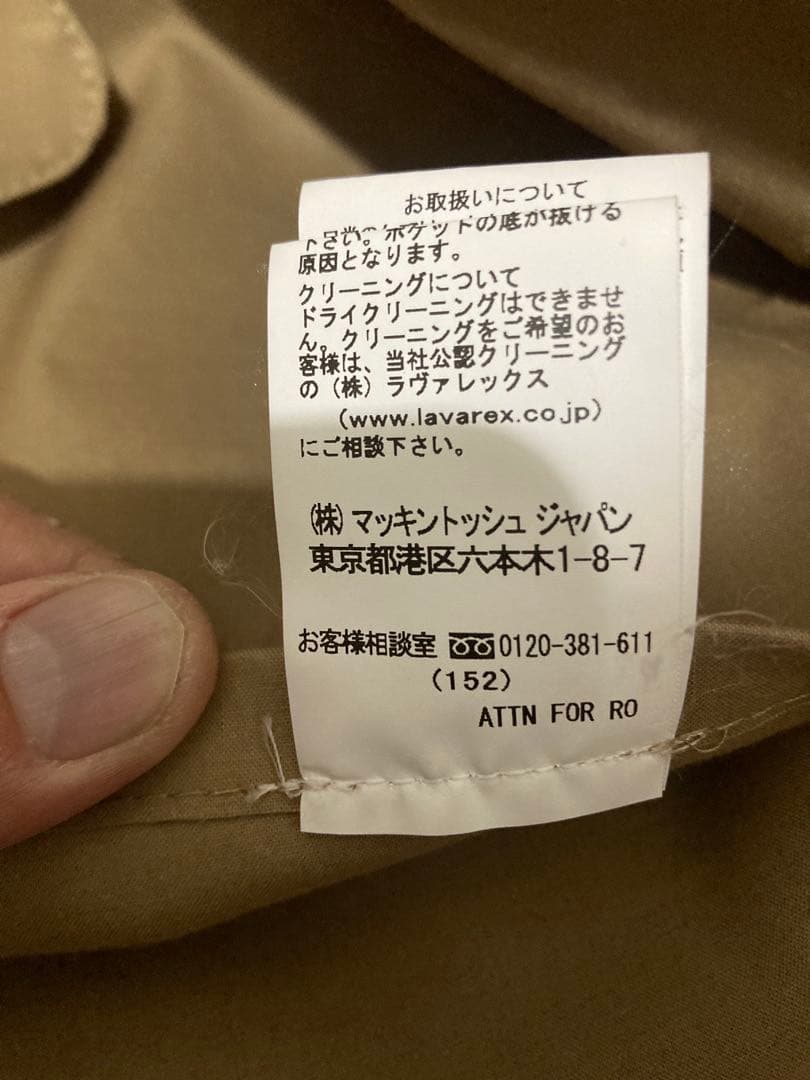 お取扱いについて
下さい。ポケットの底が抜ける
原因となります。
クリーニングについて
ドライクリーニングはできませ
ん。クリーニングをご希望のお
客様は、当社公認クリーニング
の（株）ラヴァレックス
（www.lavarex.co.jp）
にご相談下さい。
（株）マッキントッシュ ジャパン
東京都港区六本木1-8-7
お客様相談室 0120-381-611
（152）
ATTN FOR RO